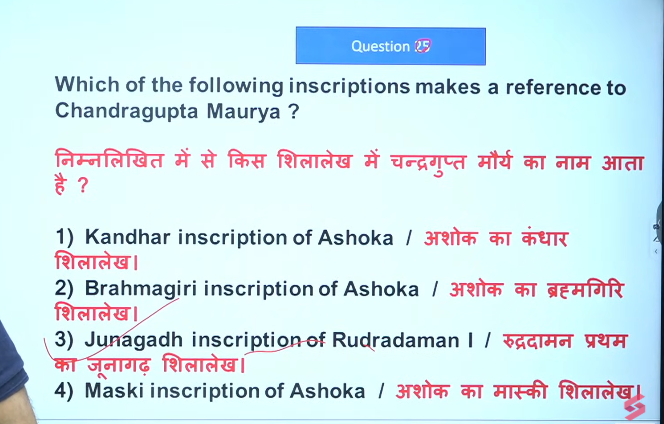 Question 25
Which of the following inscriptions makes a reference to
Chandragupta Maurya ?
निम्नलिखित में से किस शिलालेख में चन्द्रगुप्त मौर्य का नाम आता
है ?
1) Kandhar inscription of Ashoka / अशोक का कंधार
शिलालेख।
2) Brahmagiri inscription of Ashoka / अशोक का ब्रह्मगिरि
शिलालेख।
3) Junagadh inscription of Rudradaman I / रुद्रदामन प्रथम
का जूनागढ़ शिलालेख।
4) Maski inscription of Ashoka / अशोक का मास्की शिलालेख।